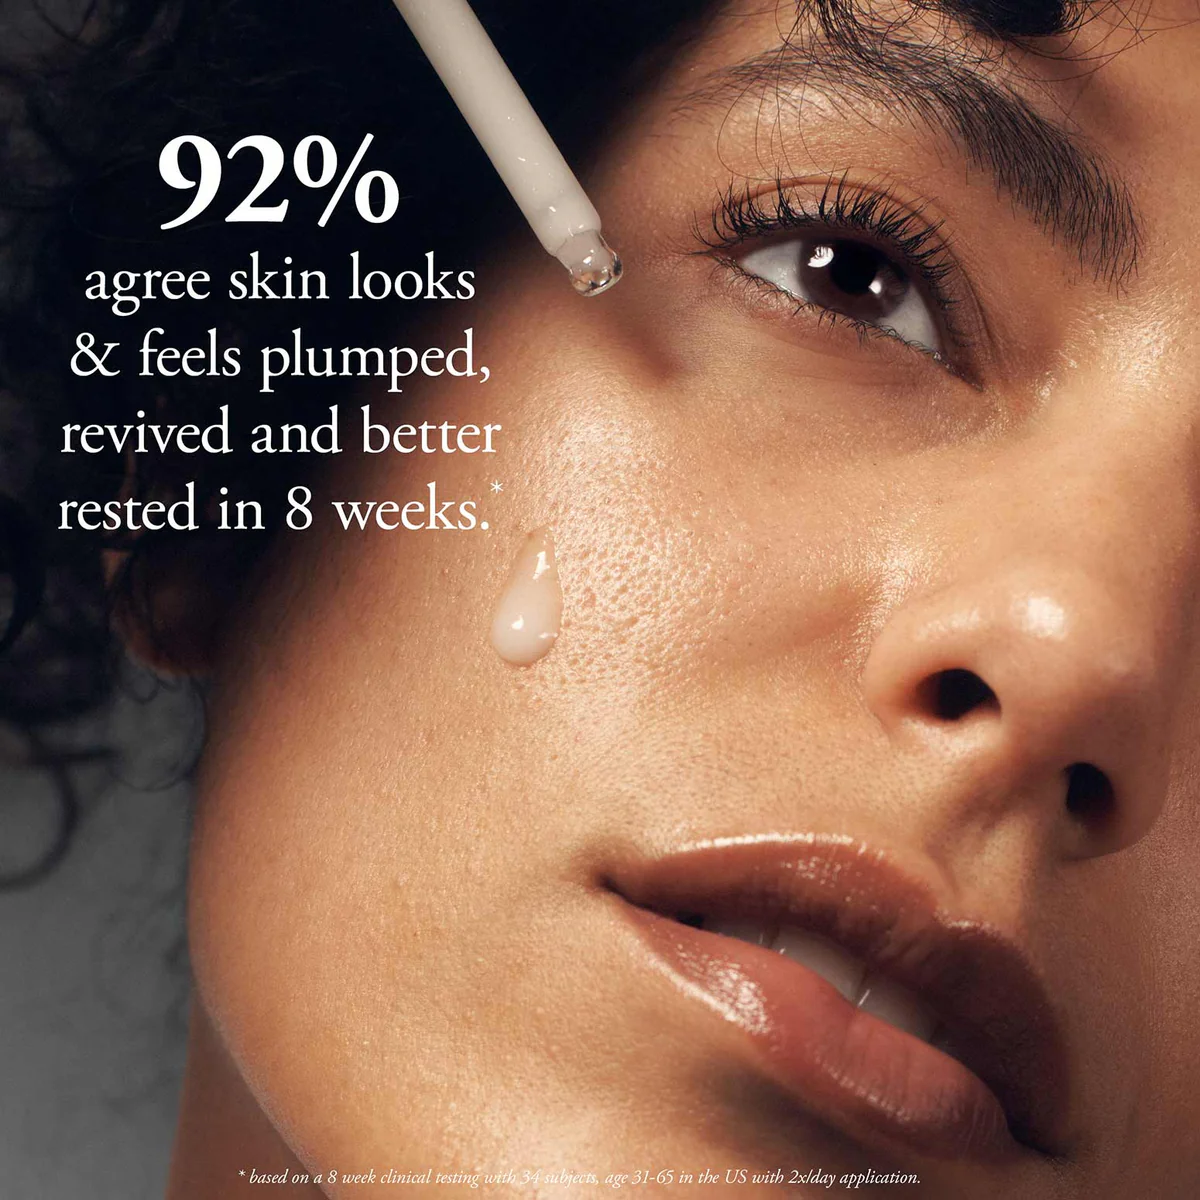 92%
agree skin looks
& feels plumped,
revived and better
rested in 8 weeks.*
* based on a 8 week clinical testing with 34 subjects, age 31-65 in the US with 2x/day application.